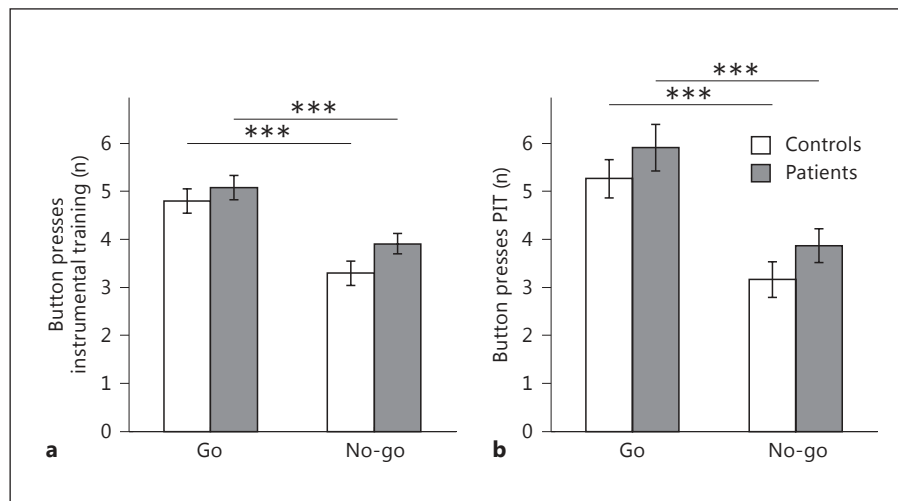 Button presses
instrumental training (n)
6
5
4
3
2
1
0
***
***
Go
No-go
a
Button presses PIT (n)
6
5
4
3
2
1
0
***
***
Controls
Patients
Go
No-go
b